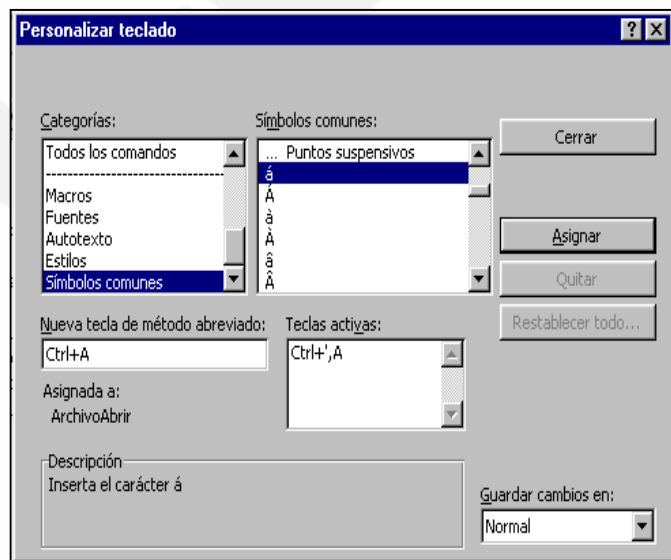 Personalizar teclado
Categorías:
Todos los comandos
--------------------------------
Macros
Fuentes
Autotexto
Estilos
Símbolos comunes
Símbolos comunes:
... Puntos suspensivos
á
Á
à
À
â
Â
Cerrar
Asignar
Quitar
Restablecer todo...
Nueva tecla de método abreviado:
Ctrl+A
Teclas activas:
Ctrl+',A
Asignada a:
ArchivoAbrir
Descripción
Inserta el carácter á
Guardar cambios en:
Normal